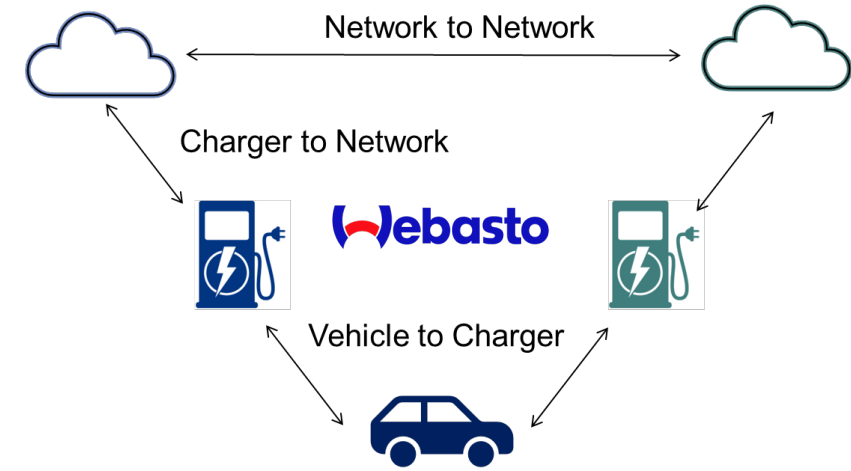 Network to Network
Charger to Network
Webasto
Vehicle to Charger